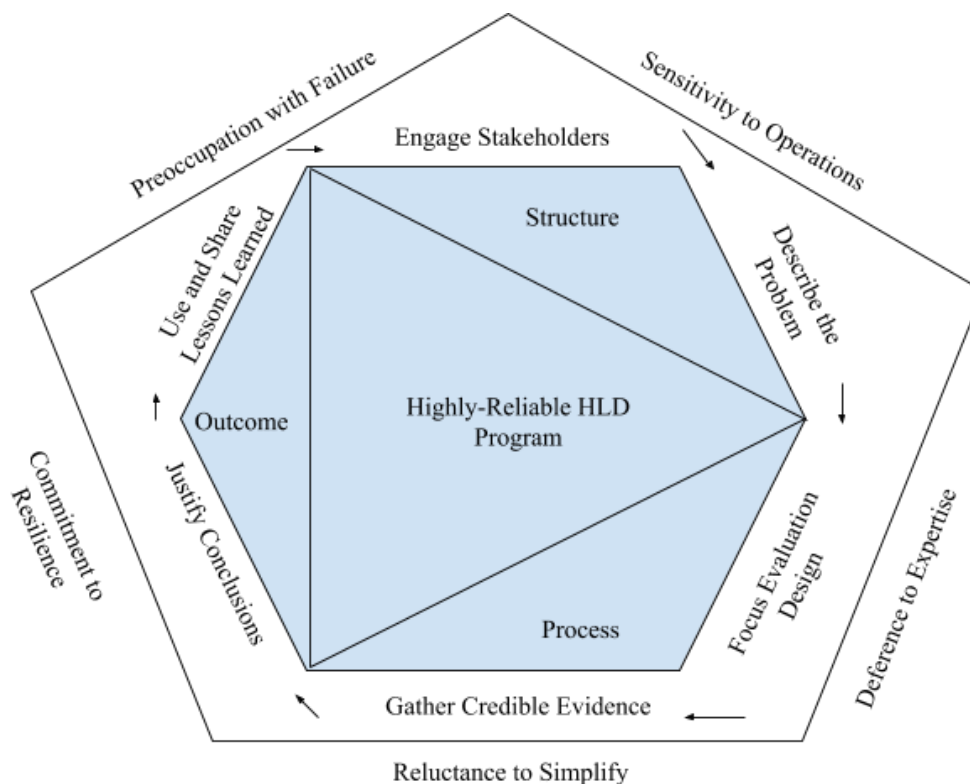 Preoccupation with Failure
Sensitivity to Operations
Engage Stakeholders
Structure
Use and Share
Lessons Learned
Describe the
Problem
Highly-Reliable HLD
Program
Outcome
Commitment to
Resilience
Justify Conclusions
Focus Evaluation
Design
Deference to Expertise
Process
Gather Credible Evidence
Reluctance to Simplify